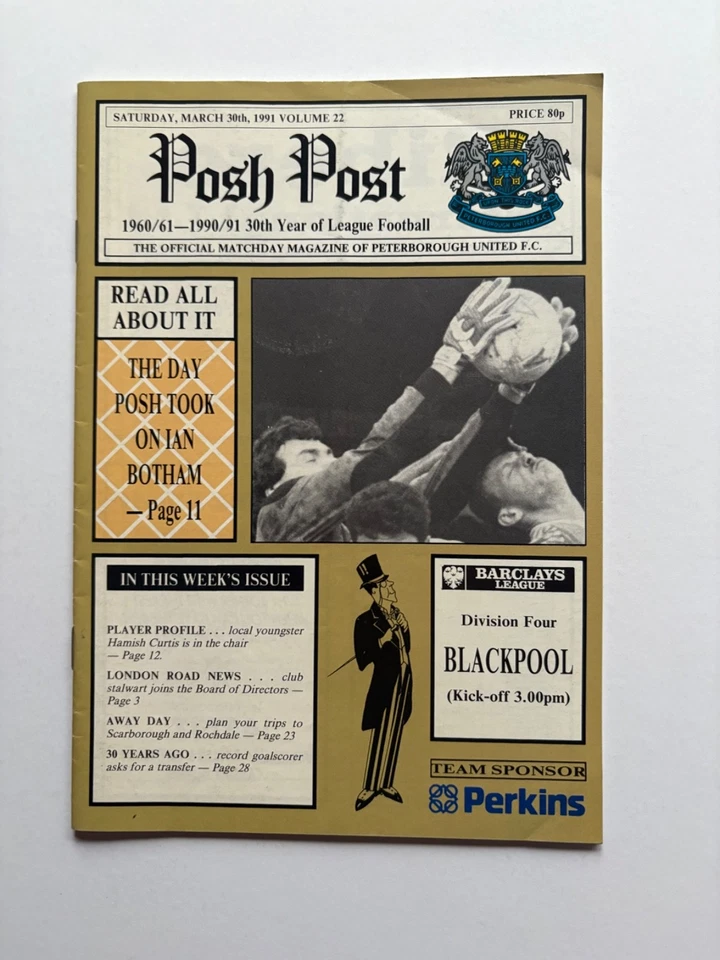 SATURDAY, MARCH 30th, 1991 VOLUME 22
PRICE 80p
Posh Post
1960/61—1990/91 30th Year of League Football
THE OFFICIAL MATCHDAY MAGAZINE OF PETERBOROUGH UNITED F.C.
PETERBOROUGH UNITED F.C.
READ ALL
ABOUT IT
THE DAY
POSH TOOK
ON IAN
BOTHAM
— Page 11
IN THIS WEEK'S ISSUE
PLAYER PROFILE . . . local youngster
Hamish Curtis is in the chair
— Page 12.
LONDON ROAD NEWS . . . club
stalwart joins the Board of Directors —
Page 3
AWAY DAY . . . plan your trips to
Scarborough and Rochdale — Page 23
30 YEARS AGO . . . record goalscorer
asks for a transfer — Page 28
BARCLAYS
LEAGUE
Division Four
BLACKPOOL
(Kick-off 3.00pm)
TEAM SPONSOR
Perkins